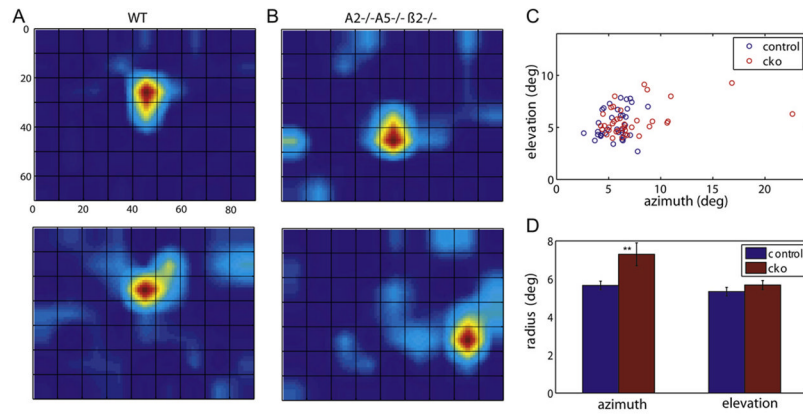 A
WT
0
20
40
60
0 20 40 60 80
B
A2-/-A5-/-ß2-/-
C
control
cko
10
5
0
elevation (deg)
5 10 15 20
azimuth (deg)
D
8
6
4
2
0
radius (deg)
**
control
cko
azimuth elevation